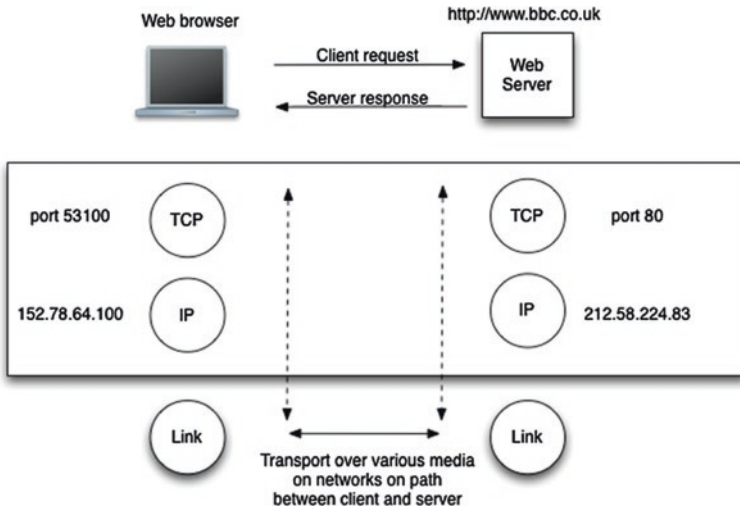 Web browser
http://www.bbc.co.uk
Client request
Server response
Web
Server
port 53100
TCP
TCP
port 80
152.78.64.100
IP
IP
212.58.224.83
Link
Link
Transport over various media
on networks on path
between client and server